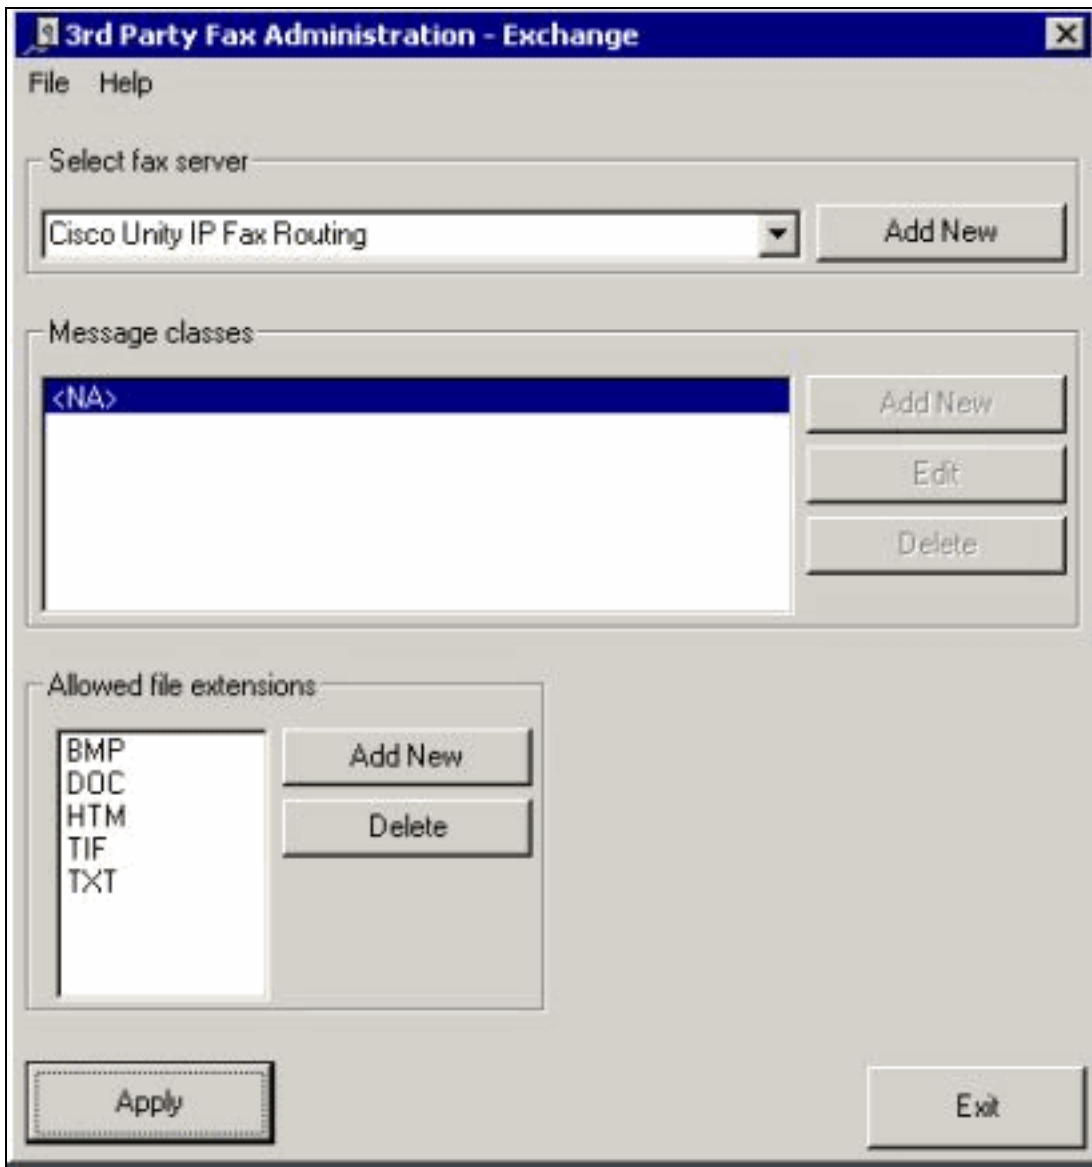 3rd Party Fax Administration - Exchange
File Help
Select fax server
Cisco Unity IP Fax Routing
Add New
Message classes
<NA>
Add New
Edit
Delete
Allowed file extensions
BMP
DOC
HTM
TIF
TXT
Add New
Delete
Apply
Exit